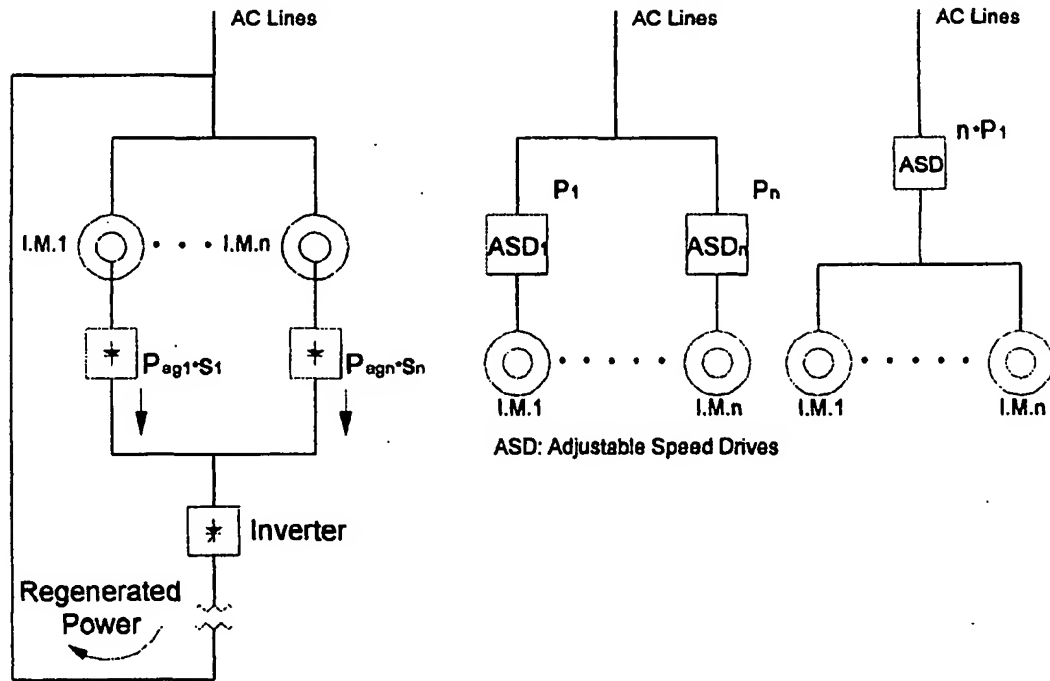 AC Lines
AC Lines
AC Lines
n•P1
ASD
P1
Pn
I.M.1
I.M.n
ASD1
ASDn
Pag1•S1
Pagn•Sn
I.M.1
I.M.n
I.M.1
I.M.n
ASD: Adjustable Speed Drives
Inverter
Regenerated
Power